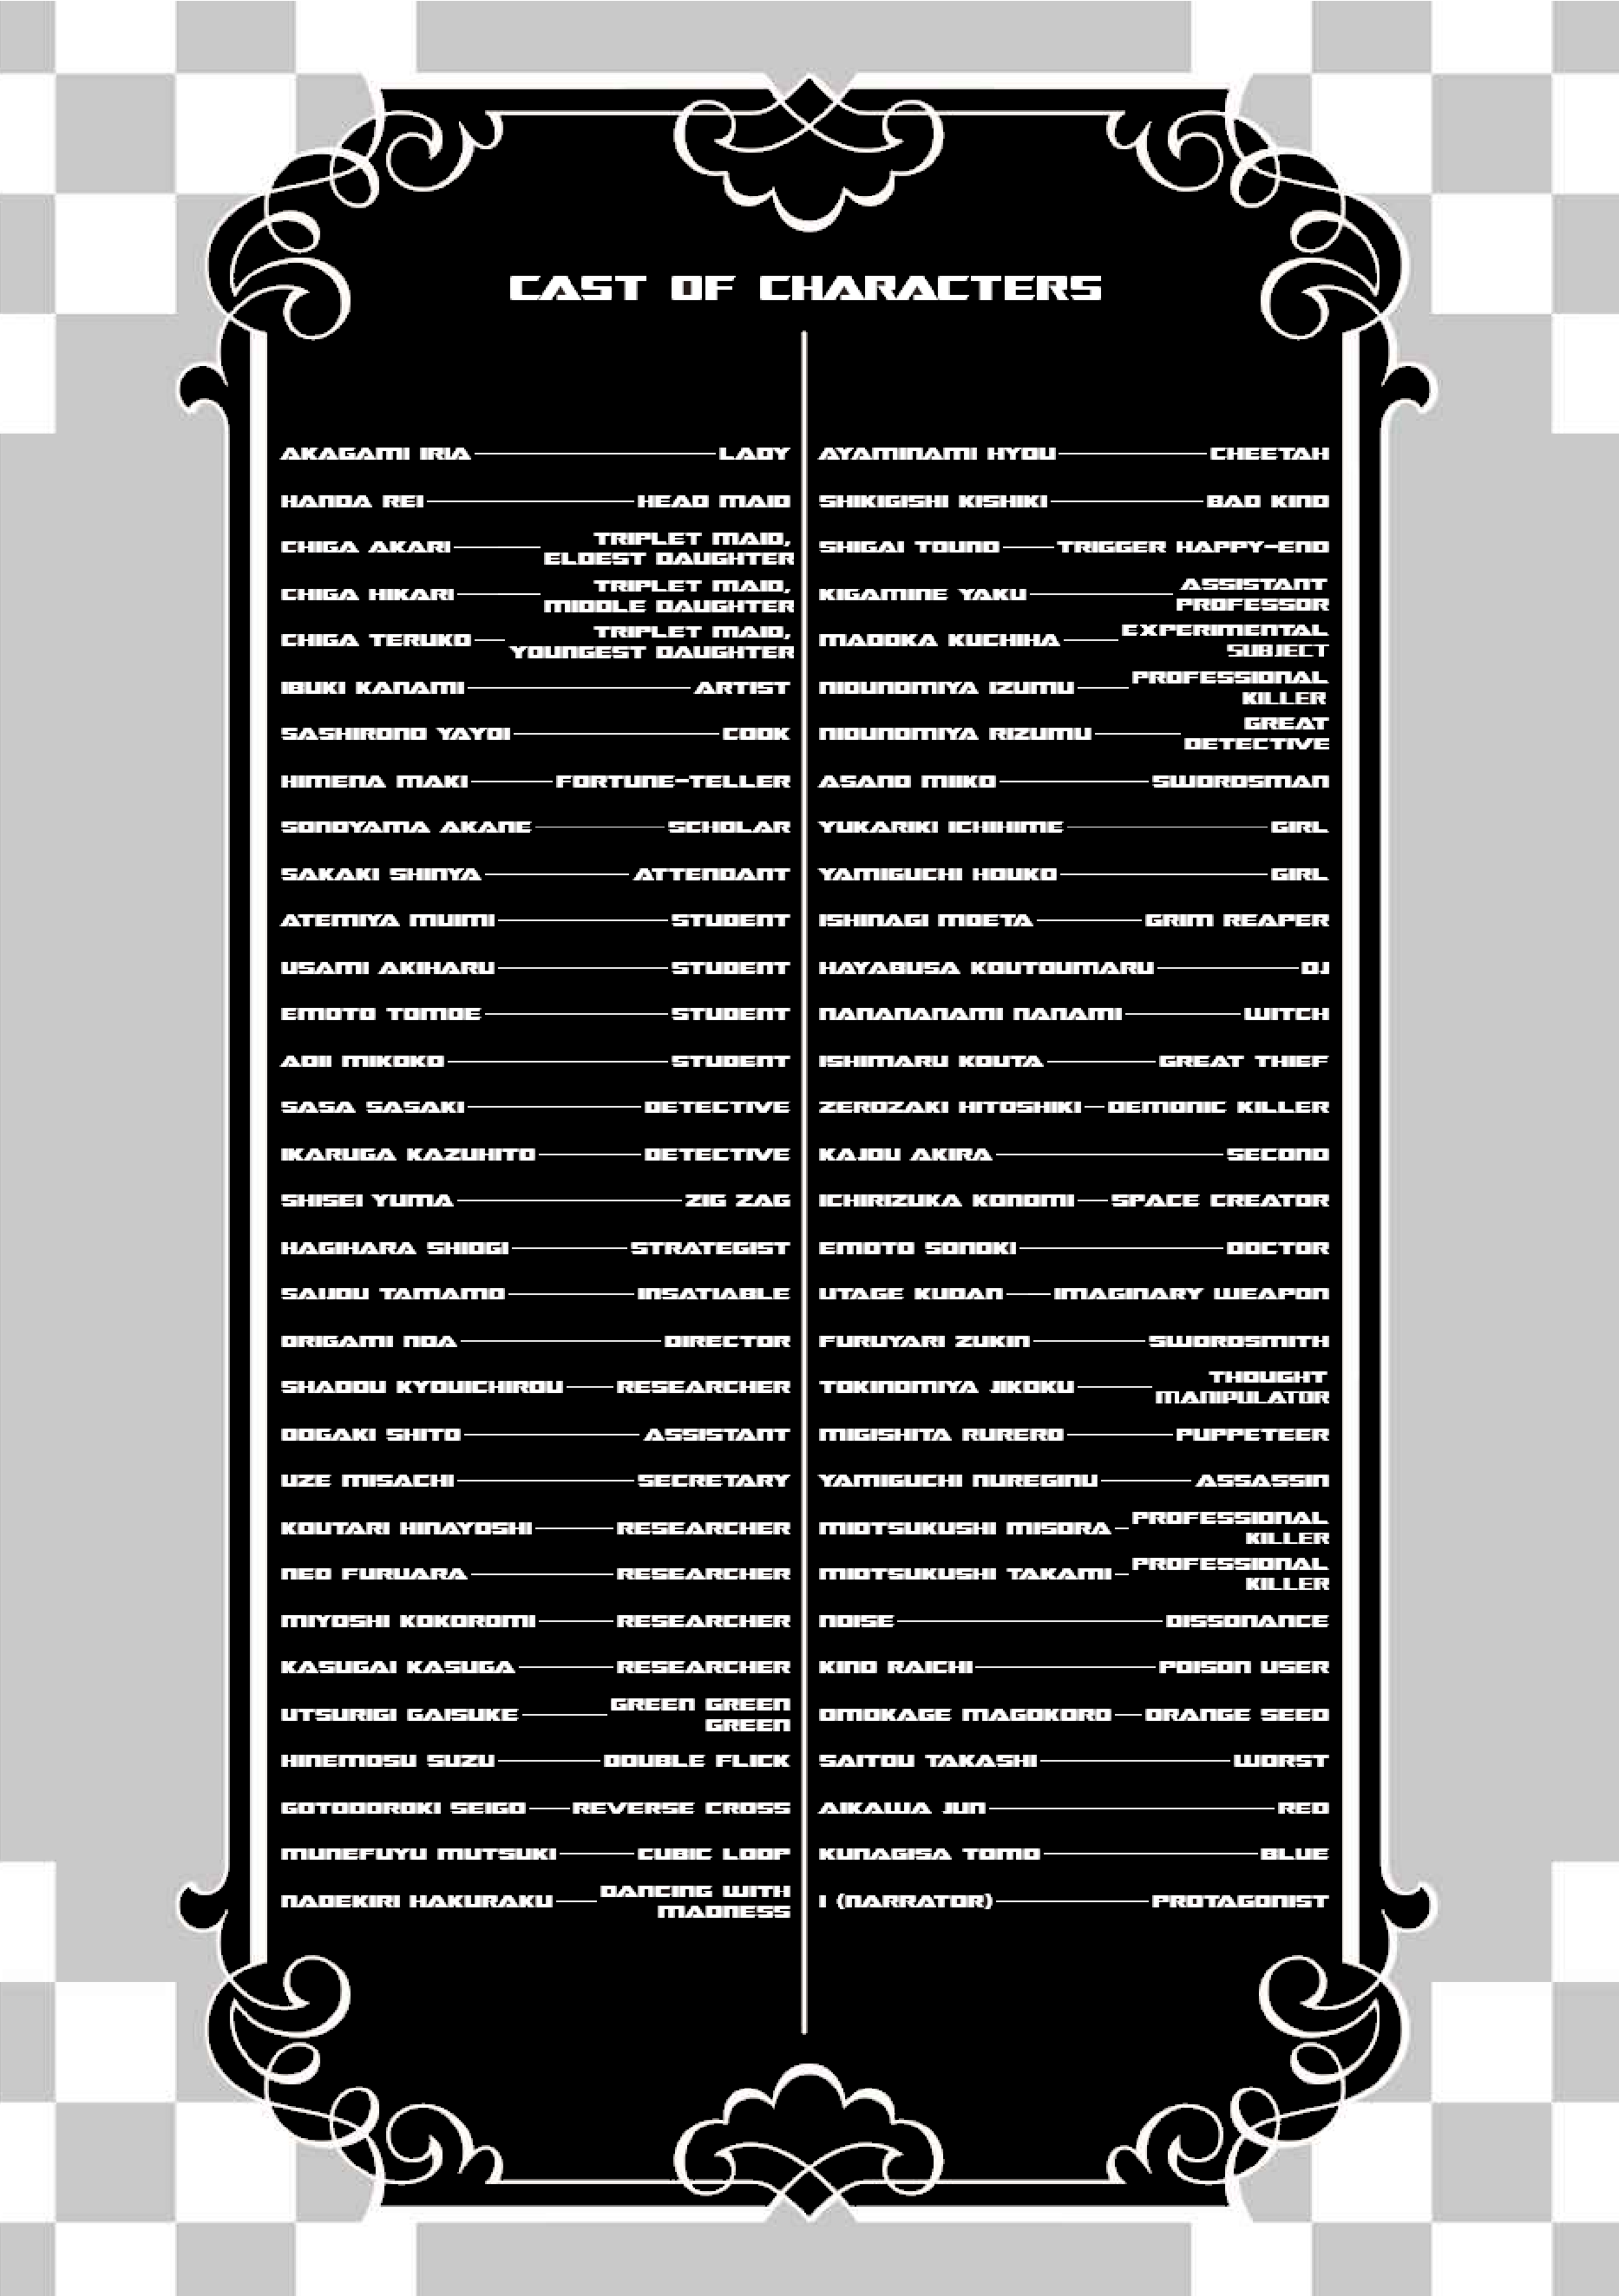 CAST OF CHARACTERS
AKAGAMI IRIA LADY
HANDA REI HEAD MAID
CHIGA AKARI TRIPLET MAID,
ELDEST DAUGHTER
CHIGA HIKARI TRIPLET MAID,
MIDDLE DAUGHTER
CHIGA TERUKO TRIPLET MAID,
YOUNGEST DAUGHTER
IBUKI KANAMI ARTIST
SASHIRONO YAYOI COOK
HIMENA MAKI FORTUNE-TELLER
SONOYAMA AKANE SCHOLAR
SAKAKI SHINYA ATTENDANT
ATEMIYA MUIMI STUDENT
USAMI AKIHARU STUDENT
EMOTO TOMOE STUDENT
AOII MIKOKO STUDENT
SASA SASAKI DETECTIVE
IKARUGA KAZUHITO DETECTIVE
SHISEI YUMA ZIG ZAG
HAGIHARA SHIOGI STRATEGIST
SAIJOU TAMAMO INSATIABLE
ORIGAMI NOA DIRECTOR
SHADOU KYOUICHIROU RESEARCHER
OOGAKI SHITO ASSISTANT
UZE MISACHI SECRETARY
KOUTARI HINAYOSHI RESEARCHER
NEO FURUARA RESEARCHER
MIYOSHI KOKOROMI RESEARCHER
KASUGAI KASUGA RESEARCHER
UTSURIGI GAISUKE GREEN GREEN
GREEN
HINEMOSU SUZU DOUBLE FLICK
GOTODOROKI SEIGO REVERSE CROSS
MUNEFUYU MUTSUKI CUBIC LOOP
NADEKIRI HAKURAKU DANCING WITH
MADNESS
AYAMINAMI HYOU CHEETAH
SHIKIGISHI KISHIKI BAD KIND
SHIGAI TOUNO TRIGGER HAPPY-END
KIGAMINE YAKU ASSISTANT
PROFESSOR
MADOKA KUCHIHA EXPERIMENTAL
SUBJECT
NIOUNOMIYA IZUMU PROFESSIONAL
KILLER
NIOUNOMIYA RIZUMU GREAT
DETECTIVE
ASANO MIIKO SWORDSMAN
YUKARIKI ICHIHIME GIRL
YAMIGUCHI HOUKO GIRL
ISHINAGI MOETA GRIM REAPER
HAYABUSA KOUTOUMARU DJ
NANANANAMI NANAMI WITCH
ISHIMARU KOUTA GREAT THIEF
ZEROZAKI HITOSHIKI DEMONIC KILLER
KAJOU AKIRA SECOND
ICHIRIZUKA KONOMI SPACE CREATOR
EMOTO SONOKI DOCTOR
UTAGE KUDAN IMAGINARY WEAPON
FURUYARI ZUKIN SWORDSMITH
TOKINOMIYA JIKOKU THOUGHT
MANIPULATOR
MIGISHITA RURERO PUPPETEER
YAMIGUCHI NUREGINU ASSASSIN
MIOTSUKUSHI MISORA PROFESSIONAL
KILLER
MIOTSUKUSHI TAKAMI PROFESSIONAL
KILLER
NOISE DISSONANCE
KINO RAICHI POISON USER
OMOKAGE MAGOKORO ORANGE SEED
SAITOU TAKASHI WORST
AIKAWA JUN RED
KUNAGISA TOMO BLUE
I (NARRATOR) PROTAGONIST